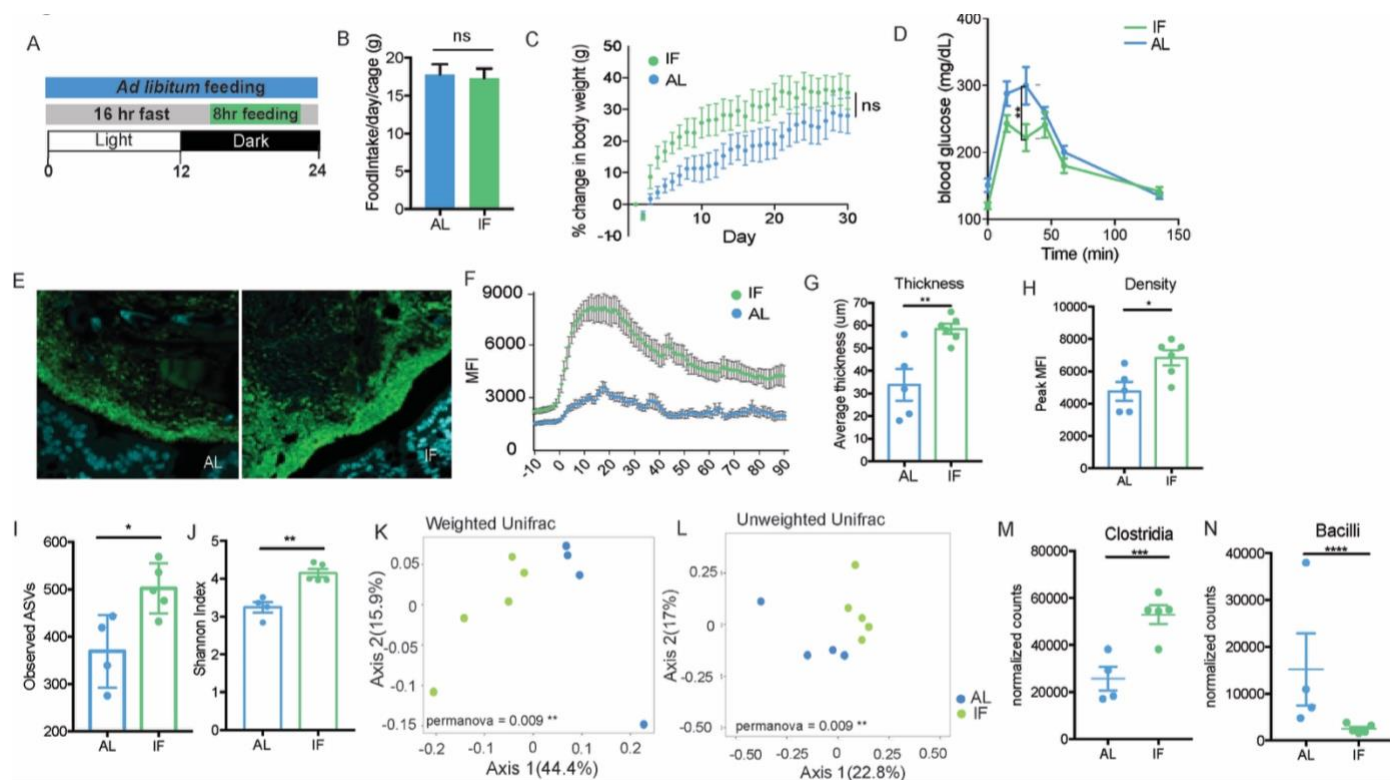 A
Ad libitum feeding
16 hr fast
8hr feeding
Light
Dark
0
12
24
B
ns
FoodIntake/day/cage (g)
20
15
10
5
0
AL
IF
C
IF
AL
ns
% change in body weight (g)
50
40
30
20
10
0
-10
10
20
30
Day
D
IF
AL
***
blood glucose (mg/dL)
400
300
200
100
0
50
100
150
Time (min)
E
AL
IF
F
IF
AL
MFI
9000
6000
3000
0
-10
0
10
20
30
40
50
60
70
80
90
G
Thickness
**
Average thickness (um)
70
60
50
40
30
20
10
0
AL
IF
H
Density
*
Peak MFI
10000
8000
6000
4000
2000
0
AL
IF
I
*
Observed ASVs
600
500
400
300
200
AL
IF
J
**
Shannon Index
5
4
3
2
1
0
AL
IF
K
Weighted Unifrac
Axis 2(15.9%)
0.05
0
-0.05
-0.1
-0.15
permanova = 0.009 **
-0.2
-0.1
0
0.1
0.2
Axis 1(44.4%)
L
Unweighted Unifrac
Axis 2(17%)
0.25
0
-0.25
-0.50
permanova = 0.009 **
-0.50
-0.25
0
0.25
0.50
Axis 1(22.8%)
AL
IF
M
Clostridia
***
normalized counts
80000
60000
40000
20000
0
AL
IF
N
Bacilli
****
normalized counts
40000
30000
20000
10000
0
AL
IF